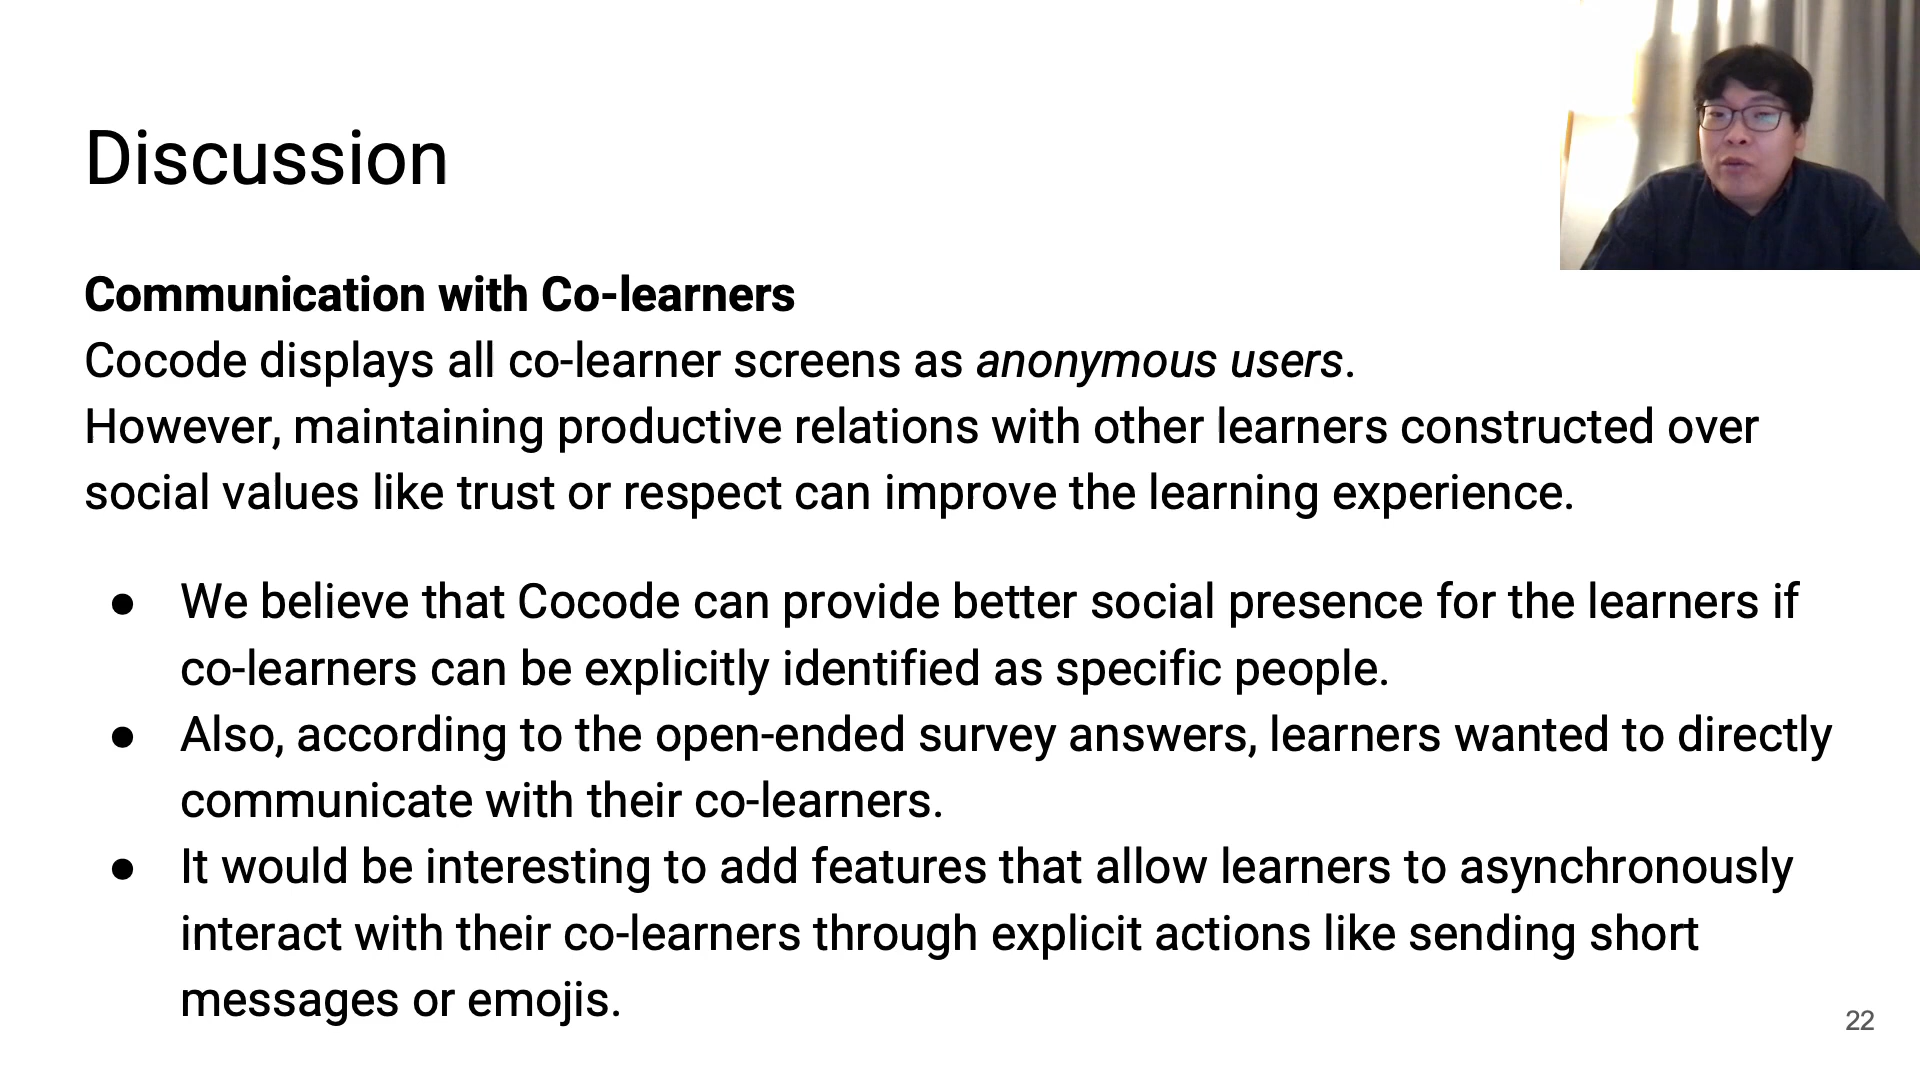 Discussion
Communication with Co-learners
Cocode displays all co-learner screens as anonymous users.
However, maintaining productive relations with other learners constructed over
social values like trust or respect can improve the learning experience.
● We believe that Cocode can provide better social presence for the learners if
co-learners can be explicitly identified as specific people.
● Also, according to the open-ended survey answers, learners wanted to directly
communicate with their co-learners.
● It would be interesting to add features that allow learners to asynchronously
interact with their co-learners through explicit actions like sending short
messages or emojis.
22